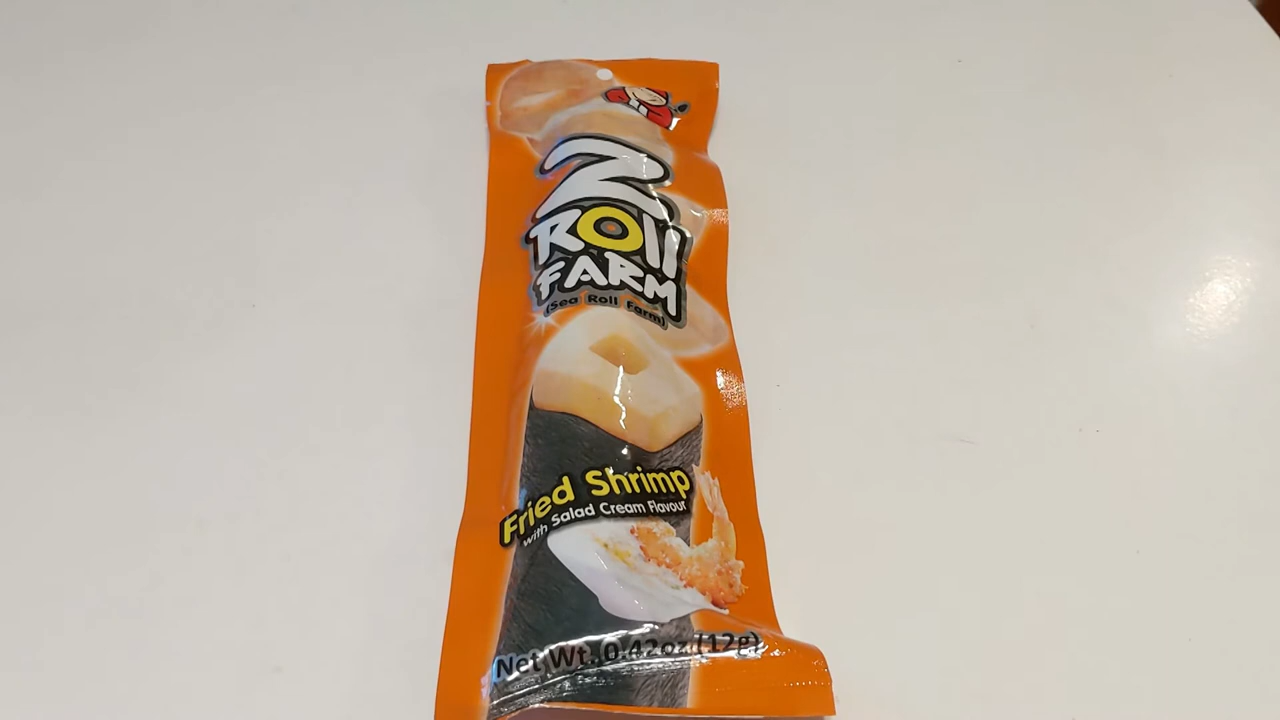 Z
ROll
FARM
(Sea Roll Farm)
Fried Shrimp
with Salad Cream Flavour
Net Wt. 0.42oz (12g)